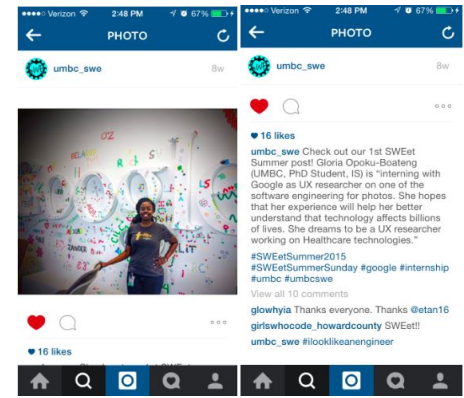 Verizon 2:48 PM 67%
PHOTO
umbc_swe 8w
OZ
16 likes
Verizon 2:48 PM 67%
PHOTO
umbc_swe 8w
16 likes
umbc_swe Check out our 1st SWEet
Summer post! Gloria Opoku-Boateng
(UMBC, PhD Student, IS) is "interning with
Google as UX researcher on one of the
software engineering for photos. She hopes
that her experience will help her better
understand that technology affects billions
of lives. She dreams to be a UX researcher
working on Healthcare technologies."
#SWEetSummer2015
#SWEetSummerSunday #google #internship
#umbc #umbcswe
View all 10 comments
glowhyia Thanks everyone. Thanks @etan16
girlswhocode_howardcounty SWEet!!
umbc_swe #ilooklikeanengineer